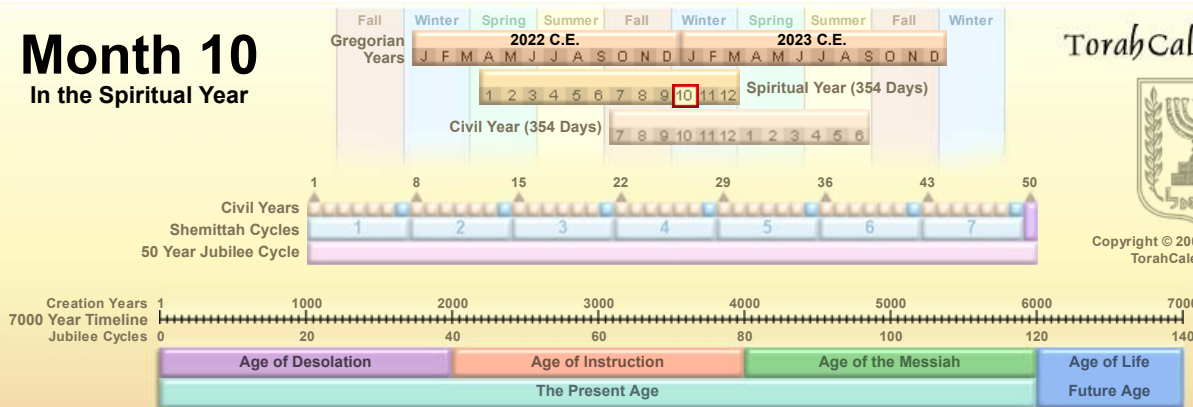 Month 10
In the Spiritual Year
Fall Winter Spring Summer Fall Winter Spring Summer Fall Winter
Gregorian Years
2022 C.E. 2023 C.E.
J F M A M J J A S O N D J F M A M J J A S O N D
1 2 3 4 5 6 7 8 9 10 11 12
Spiritual Year (354 Days)
Civil Year (354 Days)
7 8 9 10 11 12 1 2 3 4 5 6
TorahCal
1 8 15 22 29 36 43 50
Civil Years
Shemittah Cycles 1 2 3 4 5 6 7
50 Year Jubilee Cycle
Copyright © 20
TorahCale
Creation Years 1 1000 2000 3000 4000 5000 6000 7000
7000 Year Timeline
Jubilee Cycles 0 20 40 60 80 100 120 140
Age of Desolation Age of Instruction Age of the Messiah Age of Life
The Present Age Future Age